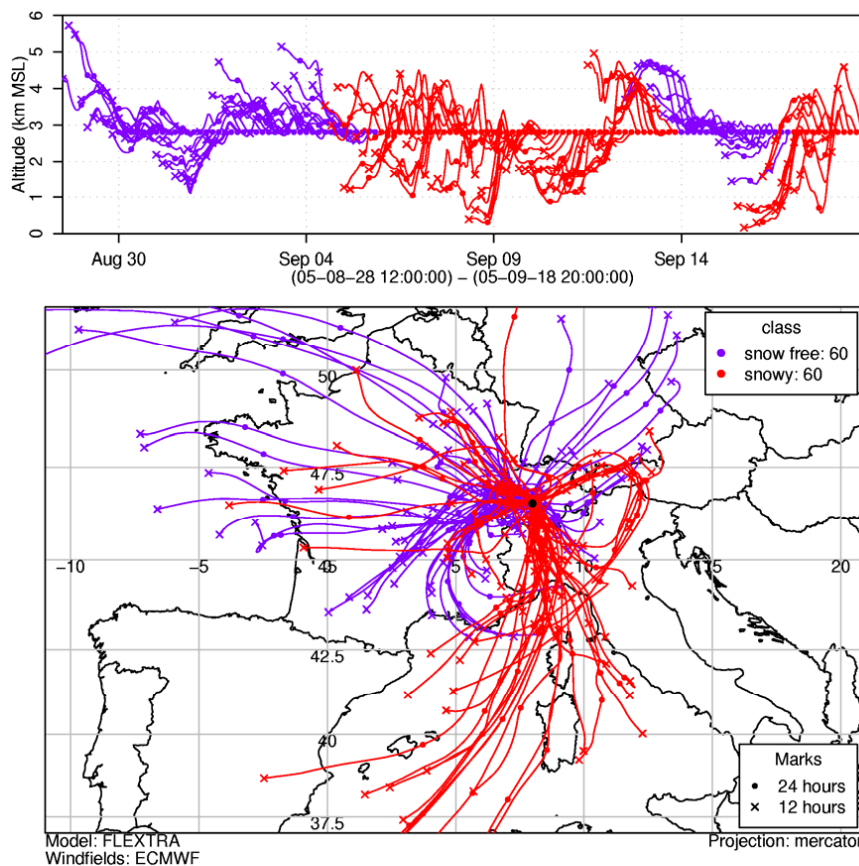 6
5
4
3
2
1
0
Altitude (km MSL)
Aug 30
Sep 04
Sep 09
Sep 14
(05−08−28 12:00:00) − (05−09−18 20:00:00)
class
snow free: 60
snowy: 60
50
47.5
−10
−5
45
5
10
15
20
42.5
40
37.5
Marks
24 hours
12 hours
Model: FLEXTRA
Projection: mercator
Windfields: ECMWF